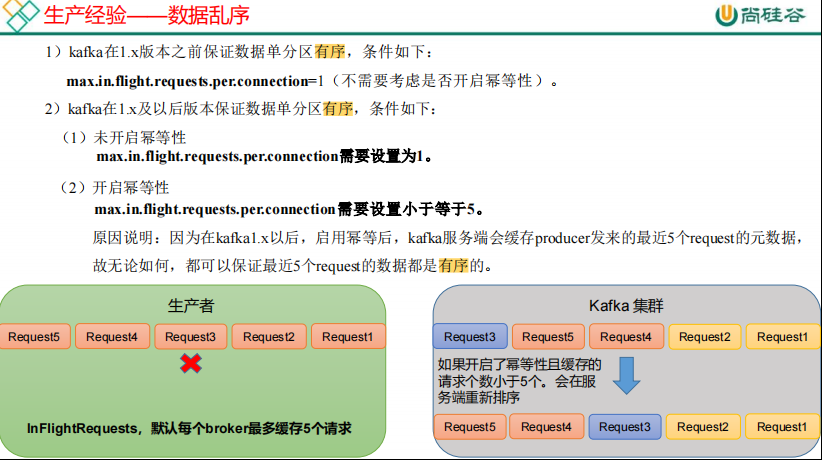 生产经验——数据乱序
尚硅谷
1）kafka在1.x版本之前保证数据单分区有序，条件如下：
max.in.flight.requests.per.connection=1（不需要考虑是否开启幂等性）。
2）kafka在1.x及以后版本保证数据单分区有序，条件如下：
（1）未开启幂等性
max.in.flight.requests.per.connection需要设置为1。
（2）开启幂等性
max.in.flight.requests.per.connection需要设置小于等于5。
原因说明：因为在kafka1.x以后，启用幂等后，kafka服务端会缓存producer发来的最近5个request的元数据，
故无论如何，都可以保证最近5个request的数据都是有序的。
生产者
Request5 Request4 Request3 Request2 Request1
InFlightRequests，默认每个broker最多缓存5个请求
Kafka 集群
Request3 Request5 Request4 Request2 Request1
如果开启了幂等性且缓存的
请求个数小于5个。会在服
务端重新排序
Request5 Request4 Request3 Request2 Request1